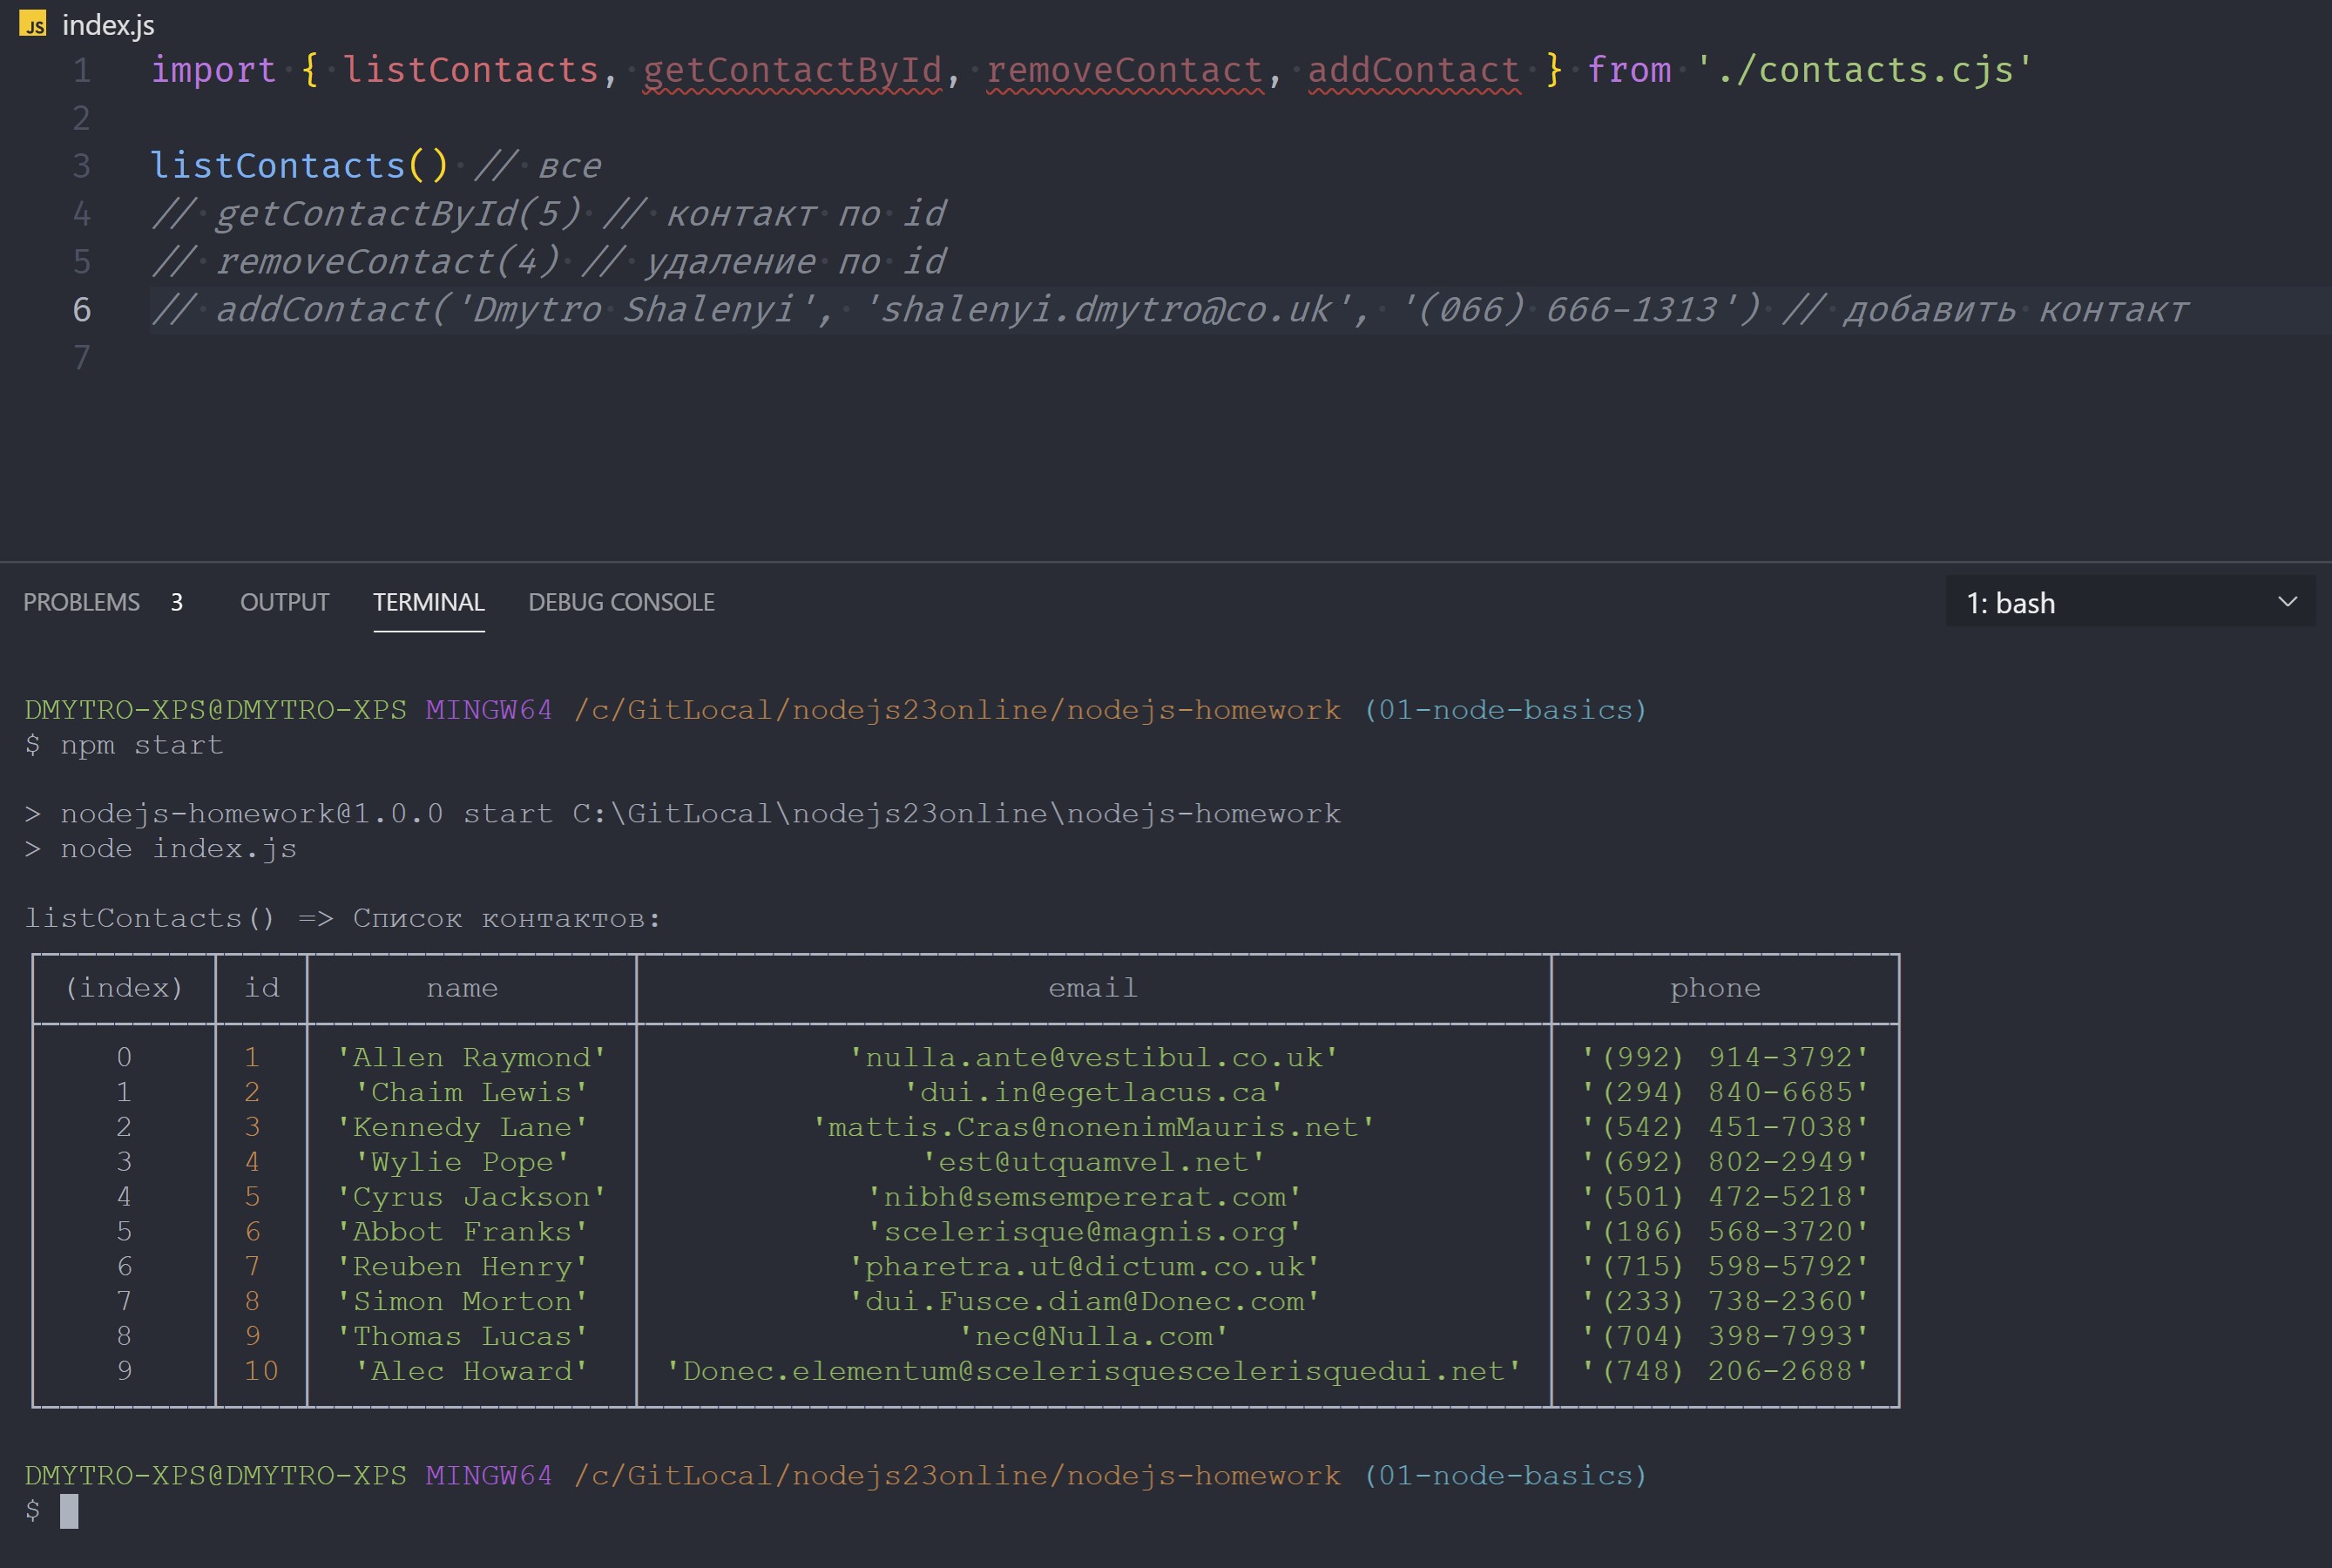 JS index.js
1 import { listContacts, getContactById, removeContact, addContact } from './contacts.cjs'
2
3 listContacts() // все
4 // getContactById(5) // контакт по id
5 // removeContact(4) // удаление по id
6 // addContact('Dmytro Shalenyi', 'shalenyi.dmytro@co.uk', '(066) 666-1313') // добавить контакт
7
PROBLEMS 3 OUTPUT TERMINAL DEBUG CONSOLE 1: bash
DMYTRO-XPS@DMYTRO-XPS MINGW64 /c/GitLocal/nodejs23online/nodejs-homework (01-node-basics)
$ npm start
> nodejs-homework@1.0.0 start C:\GitLocal\nodejs23online\nodejs-homework
> node index.js
listContacts() => Список контактов:
(index) id name email phone
0 1 'Allen Raymond' 'nulla.ante@vestibul.co.uk' '(992) 914-3792'
1 2 'Chaim Lewis' 'dui.in@egetlacus.ca' '(294) 840-6685'
2 3 'Kennedy Lane' 'mattis.Cras@nonenimMauris.net' '(542) 451-7038'
3 4 'Wylie Pope' 'est@utquamvel.net' '(692) 802-2949'
4 5 'Cyrus Jackson' 'nibh@semsempererat.com' '(501) 472-5218'
5 6 'Abbot Franks' 'scelerisque@magnis.org' '(186) 568-3720'
6 7 'Reuben Henry' 'pharetra.ut@dictum.co.uk' '(715) 598-5792'
7 8 'Simon Morton' 'dui.Fusce.diam@Donec.com' '(233) 738-2360'
8 9 'Thomas Lucas' 'nec@Nulla.com' '(704) 398-7993'
9 10 'Alec Howard' 'Donec.elementum@scelerisquescelerisquedui.net' '(748) 206-2688'
DMYTRO-XPS@DMYTRO-XPS MINGW64 /c/GitLocal/nodejs23online/nodejs-homework (01-node-basics)
$